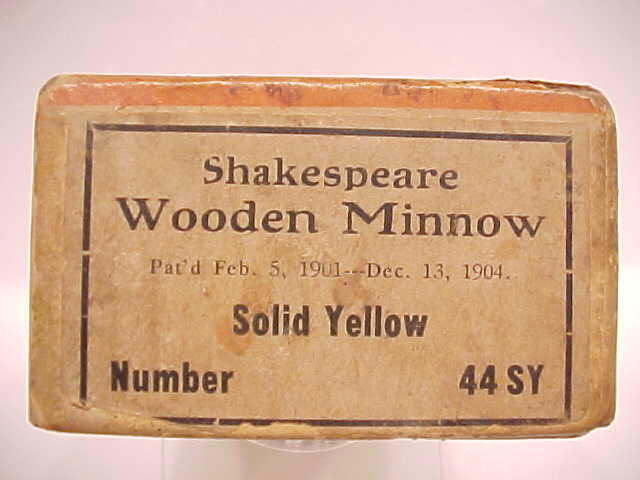 Shakespeare
Wooden Minnow
Pat'd Feb. 5, 1901---Dec. 13, 1904.
Solid Yellow
Number 44 SY